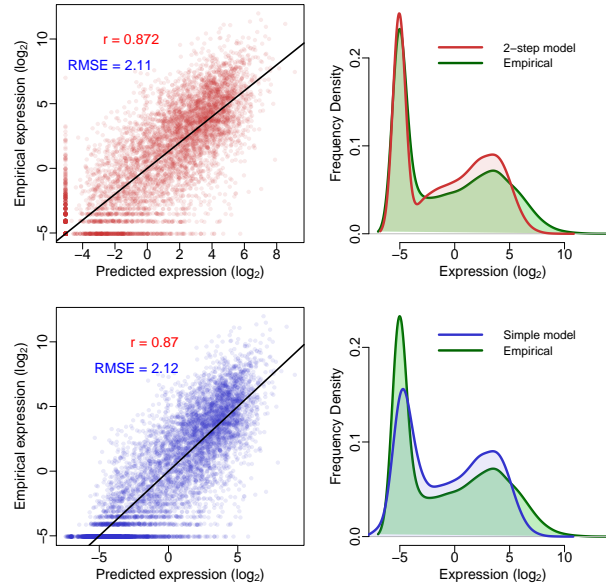 r = 0.872
RMSE = 2.11
Empirical expression (log₂)
10
5
0
−5
−4 −2 0 2 4 6 8
Predicted expression (log₂)
2−step model
Empirical
Frequency Density
0.2
0.1
0.0
−5 0 5 10
Expression (log₂)
r = 0.87
RMSE = 2.12
Empirical expression (log₂)
10
5
0
−5
−5 0 5
Predicted expression (log₂)
Simple model
Empirical
Frequency Density
0.2
0.1
0.0
−5 0 5 10
Expression (log₂)